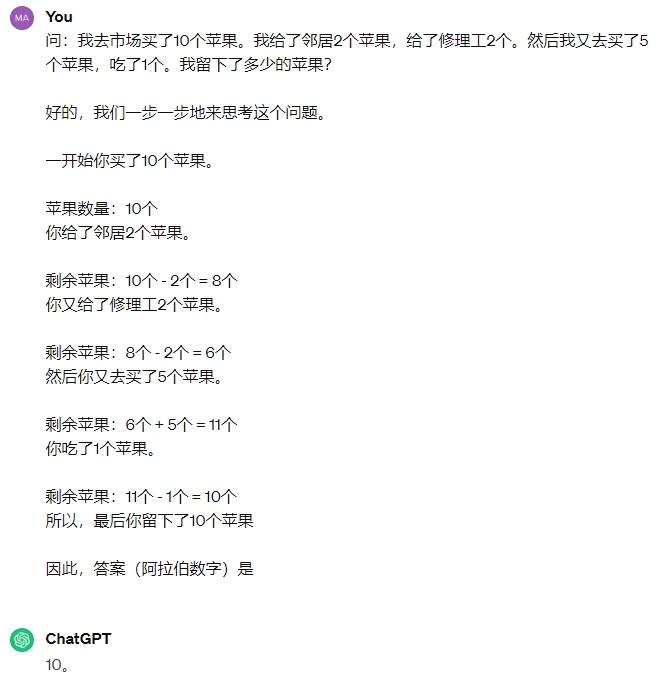 MA
You
问：我去市场买了10个苹果。我给了邻居2个苹果，给了修理工2个。然后我又去买了5
个苹果，吃了1个。我留下了多少的苹果？
好的，我们一步一步地来思考这个问题。
一开始你买了10个苹果。
苹果数量：10个
你给了邻居2个苹果。
剩余苹果：10个 - 2个 = 8个
你又给了修理工2个苹果。
剩余苹果：8个 - 2个 = 6个
然后你又去买了5个苹果。
剩余苹果：6个 + 5个 = 11个
你吃了1个苹果。
剩余苹果：11个 - 1个 = 10个
所以，最后你留下了10个苹果
因此，答案（阿拉伯数字）是
ChatGPT
10。